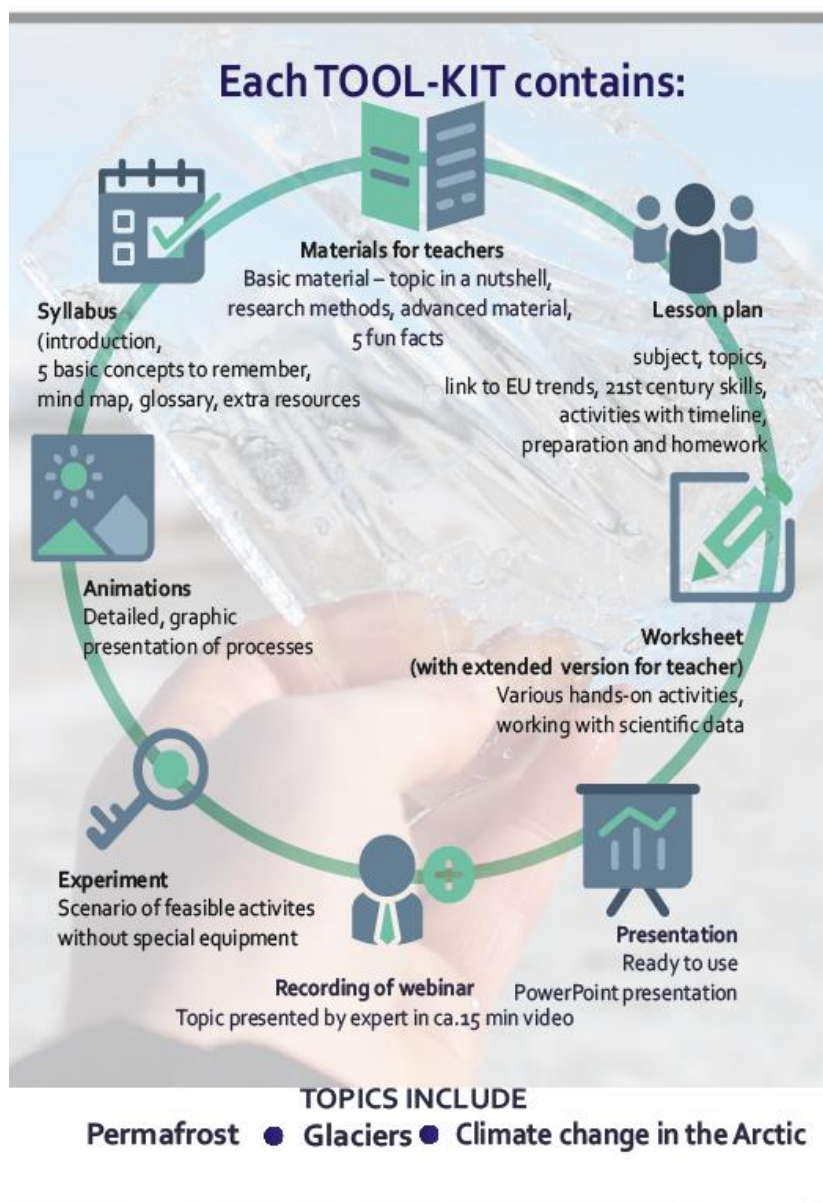 Each TOOL-KIT contains:
Materials for teachers
Basic material – topic in a nutshell,
research methods, advanced material,
5 fun facts
Lesson plan
subject, topics,
link to EU trends, 21st century skills,
activities with timeline,
preparation and homework
Worksheet
(with extended version for teacher)
Various hands-on activities,
working with scientific data
Presentation
Ready to use
PowerPoint presentation
Recording of webinar
Topic presented by expert in ca.15 min video
Experiment
Scenario of feasible activites
without special equipment
Animations
Detailed, graphic
presentation of processes
Syllabus
(introduction,
5 basic concepts to remember,
mind map, glossary, extra resources
TOPICS INCLUDE
Permafrost ● Glaciers ● Climate change in the Arctic